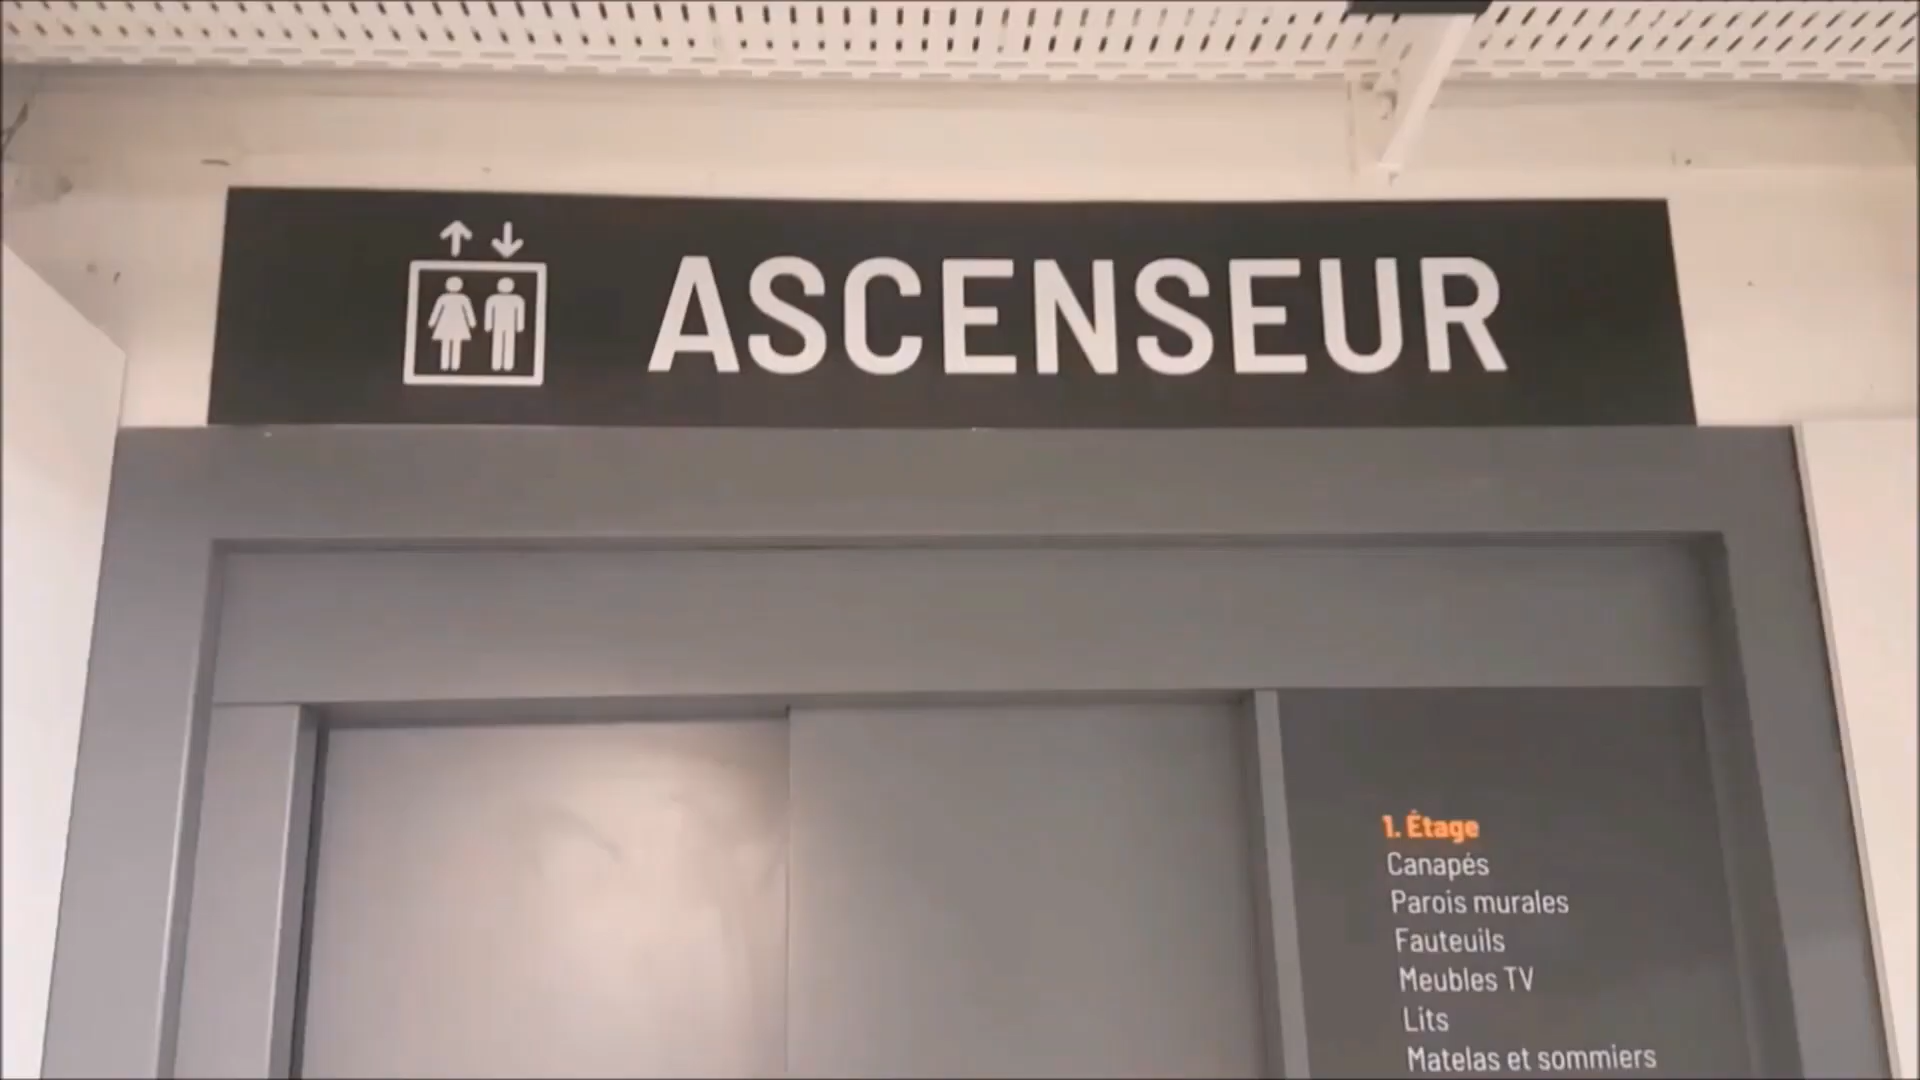 ASCENSEUR
1. Étage
Canapés
Parois murales
Fauteuils
Meubles TV
Lits
Matelas et sommiers